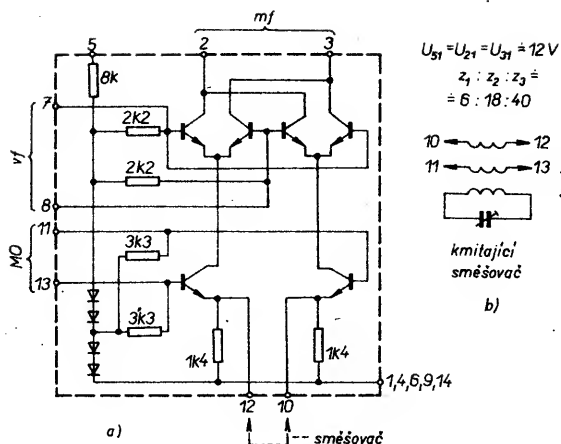 mf
5
2
3
8k
7
2k2
vf
2k2
8
11
MO
3k3
13
3k3
1k4
1k4
1,4,6,9,14
12
10
směšovač
a)
U51=U21=U31≐12V
z1 : z2 : z3 ≐
≐ 6 : 18 : 40
10
12
11
13
kmitající
směšovač
b)